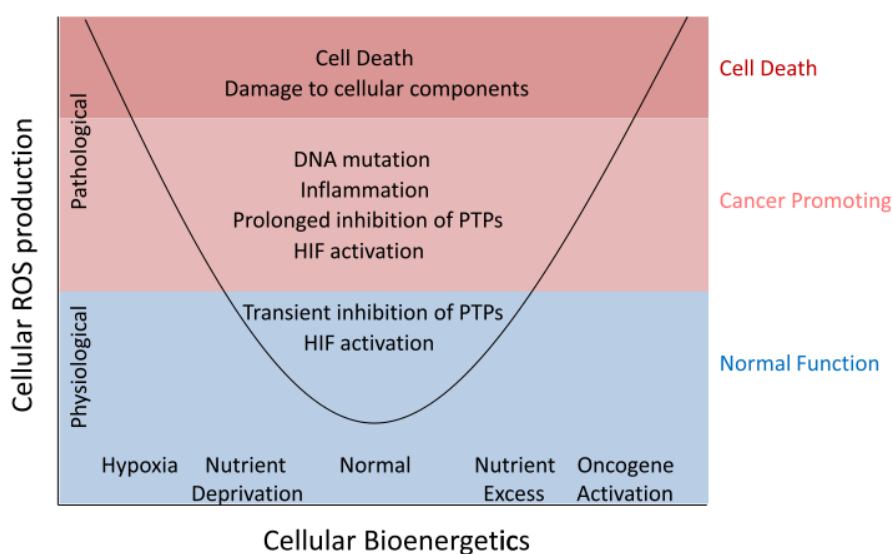 Cell Death
Damage to cellular components
Cell Death
DNA mutation
Inflammation
Prolonged inhibition of PTPs
HIF activation
Cancer Promoting
Transient inhibition of PTPs
HIF activation
Normal Function
Cellular ROS production
Pathological
Physiological
Hypoxia
Nutrient
Deprivation
Normal
Nutrient
Excess
Oncogene
Activation
Cellular Bioenergetics